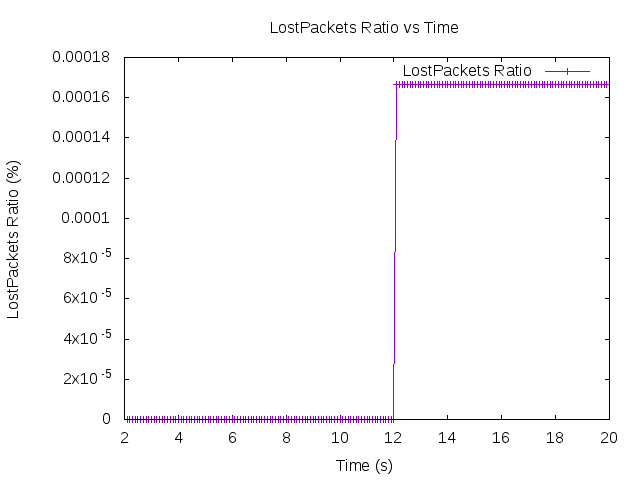 LostPackets Ratio vs Time
LostPackets Ratio
LostPackets Ratio (%)
0.00018
0.00016
0.00014
0.00012
0.0001
8x10-5
6x10-5
4x10-5
2x10-5
0
2 4 6 8 10 12 14 16 18 20
Time (s)